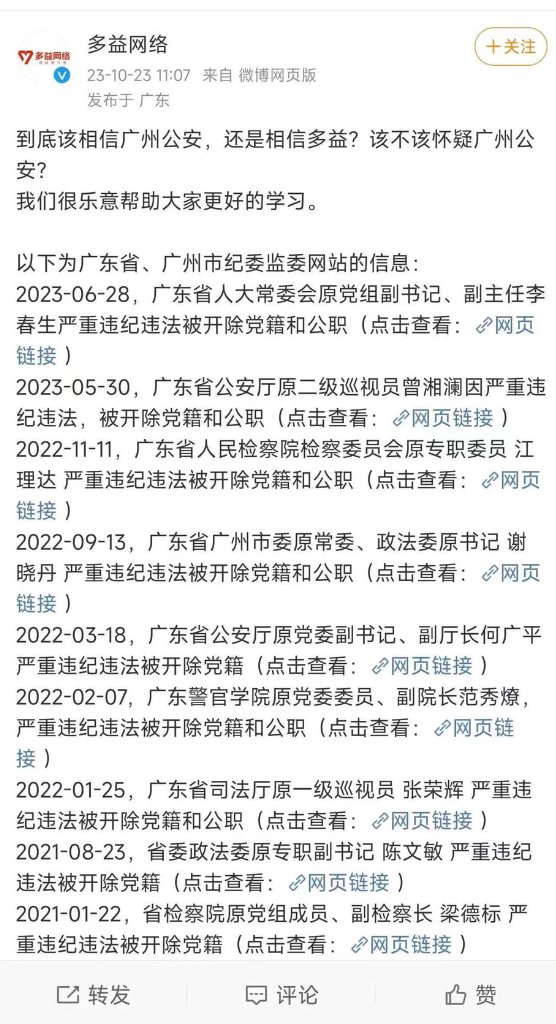 多益网络
多益网络
+关注
23-10-23 11:07 来自 微博网页版
发布于 广东
到底该相信广州公安，还是相信多益？该不该怀疑广州公
安？
我们很乐意帮助大家更好的学习。
以下为广东省、广州市纪委监委网站的信息：
2023-06-28，广东省人大常委会原党组副书记、副主任李
春生严重违纪违法被开除党籍和公职（点击查看：网页
链接 ）
2023-05-30，广东省公安厅原二级巡视员曾湘澜因严重违
纪违法，被开除党籍和公职（点击查看：网页链接 ）
2022-11-11，广东省人民检察院检察委员会原专职委员 江
理达 严重违纪违法被开除党籍和公职（点击查看：网页
链接 ）
2022-09-13，广东省广州市委原常委、政法委原书记 谢
晓丹 严重违纪违法被开除党籍和公职（点击查看：网页
链接 ）
2022-03-18，广东省公安厅原党委副书记、副厅长何广平
严重违纪违法被开除党籍（点击查看：网页链接 ）
2022-02-07，广东警官学院原党委委员、副院长范秀燎，
严重违纪违法被开除党籍和公职（点击查看：网页链
接 ）
2022-01-25，广东省司法厅原一级巡视员 张荣辉 严重违
纪违法被开除党籍和公职（点击查看：网页链接 ）
2021-08-23，省委政法委原专职副书记 陈文敏 严重违纪
违法被开除党籍（点击查看：网页链接 ）
2021-01-22，省检察院原党组成员、副检察长 梁德标 严
重违纪违法被开除党籍（点击查看：网页链接 ）
转发 评论 赞